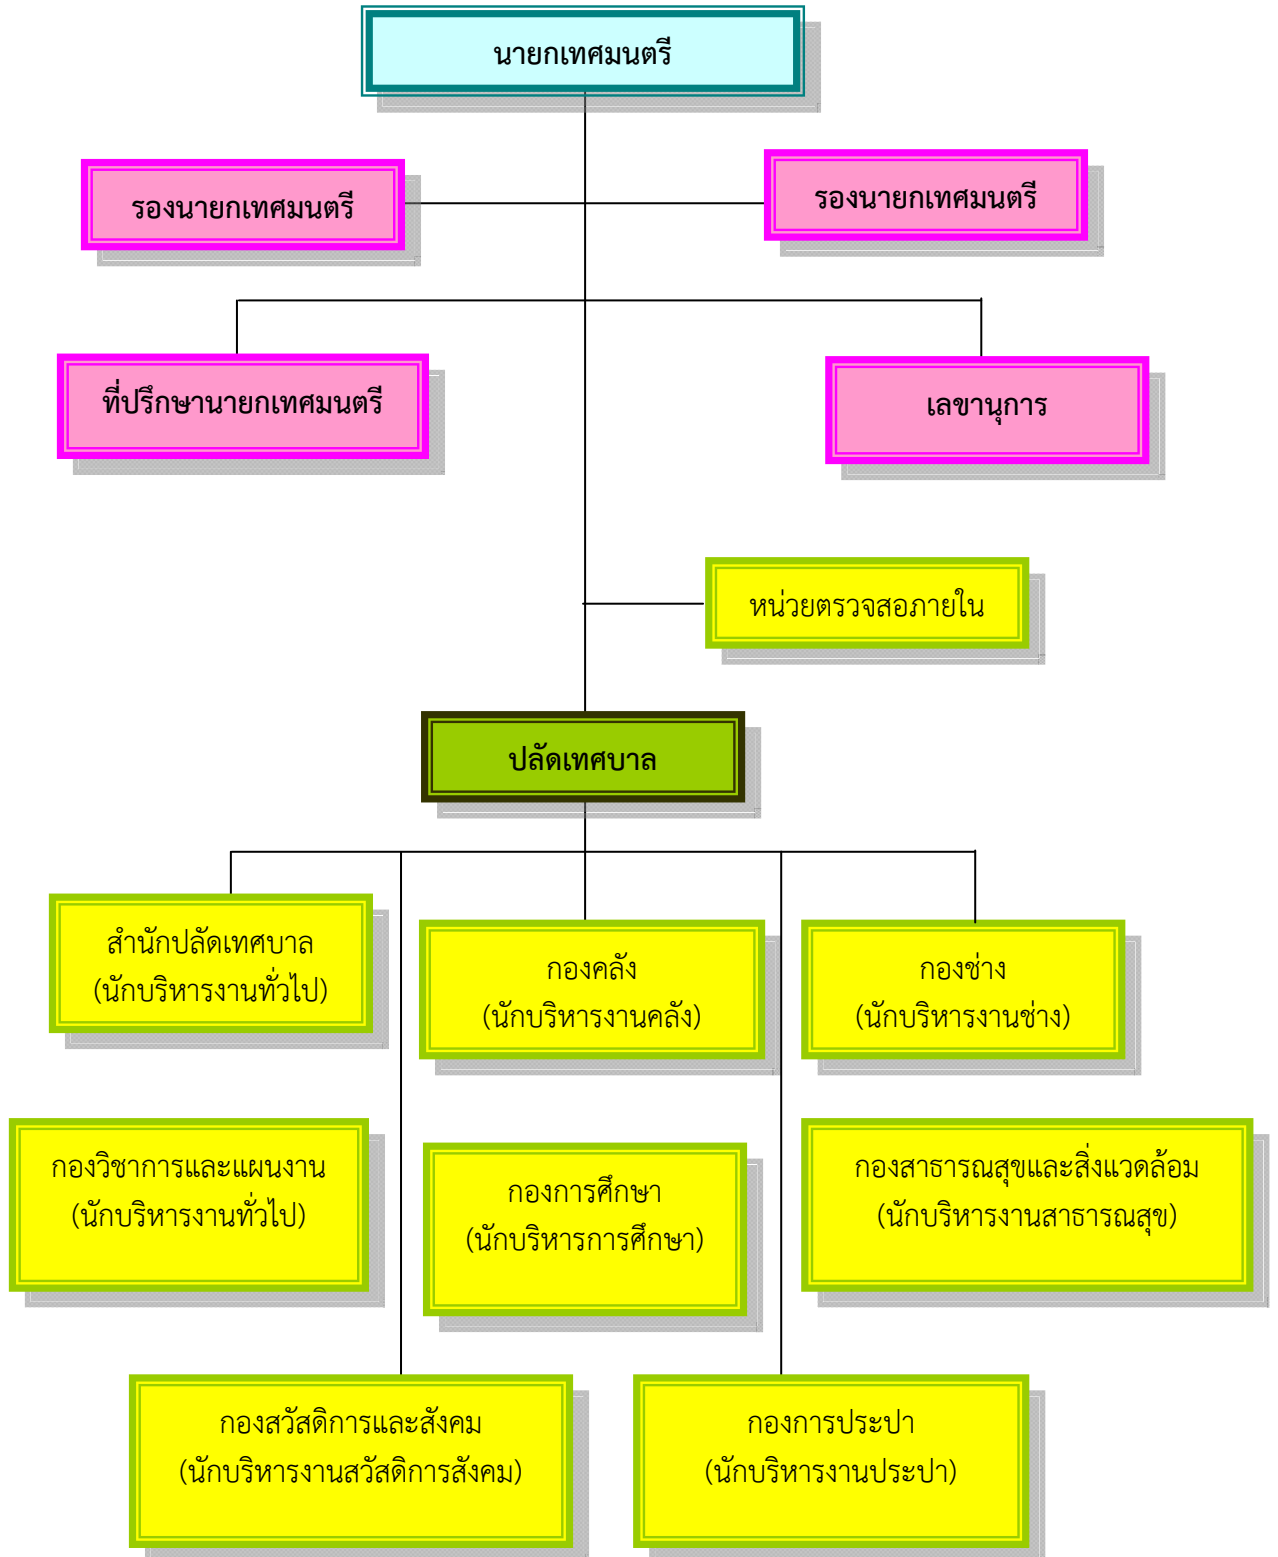 นายกเทศมนตรี
รองนายกเทศมนตรี
รองนายกเทศมนตรี
ที่ปรึกษานายกเทศมนตรี
เลขานุการ
หน่วยตรวจสอภายใน
ปลัดเทศบาล
สำนักปลัดเทศบาล
(นักบริหารงานทั่วไป)
กองคลัง
(นักบริหารงานคลัง)
กองช่าง
(นักบริหารงานช่าง)
กองวิชาการและแผนงาน
(นักบริหารงานทั่วไป)
กองการศึกษา
(นักบริหารการศึกษา)
กองสาธารณสุขและสิ่งแวดล้อม
(นักบริหารงานสาธารณสุข)
กองสวัสดิการและสังคม
(นักบริหารงานสวัสดิการสังคม)
กองการประปา
(นักบริหารงานประปา)